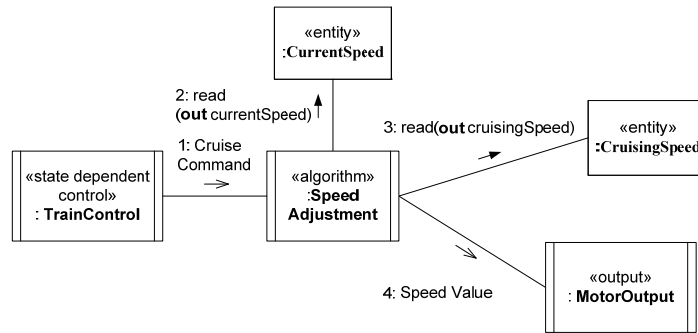 «entity»
:CurrentSpeed
2: read
(out currentSpeed)
1: Cruise
Command
3: read(out cruisingSpeed)
«entity»
:CruisingSpeed
«state dependent
control»
: TrainControl
«algorithm»
:Speed
Adjustment
4: Speed Value
«output»
: MotorOutput